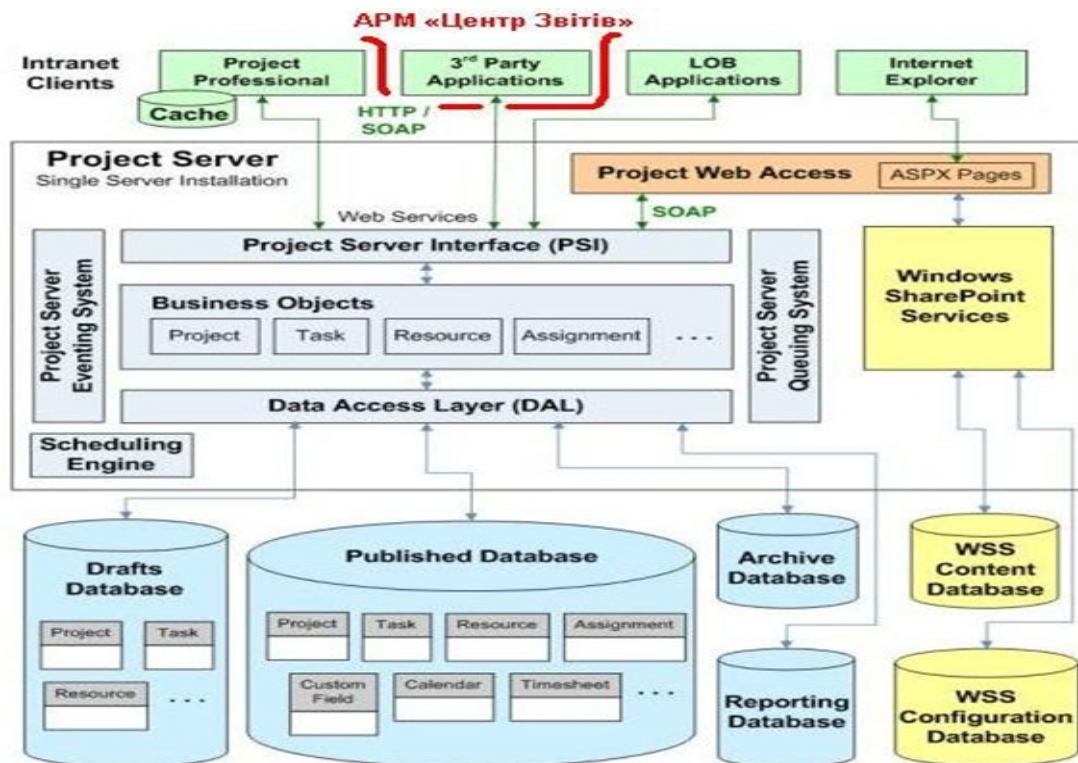 АРМ «Центр Звітів»
Intranet
Clients
Project
Professional
3rd Party
Applications
LOB
Applications
Internet
Explorer
Cache
HTTP /
SOAP
Project Server
Single Server Installation
Project Web Access
ASPX Pages
Web Services
SOAP
Project Server Interface (PSI)
Project Server
Eventing System
Business Objects
Project
Task
Resource
Assignment
. . .
Project Server
Queuing System
Windows
SharePoint
Services
Data Access Layer (DAL)
Scheduling
Engine
Drafts
Database
Project
Task
Resource
. . .
Published Database
Project
Task
Resource
Assignment
Custom
Field
Calendar
Timesheet
. . .
Archive
Database
Reporting
Database
WSS
Content
Database
WSS
Configuration
Database